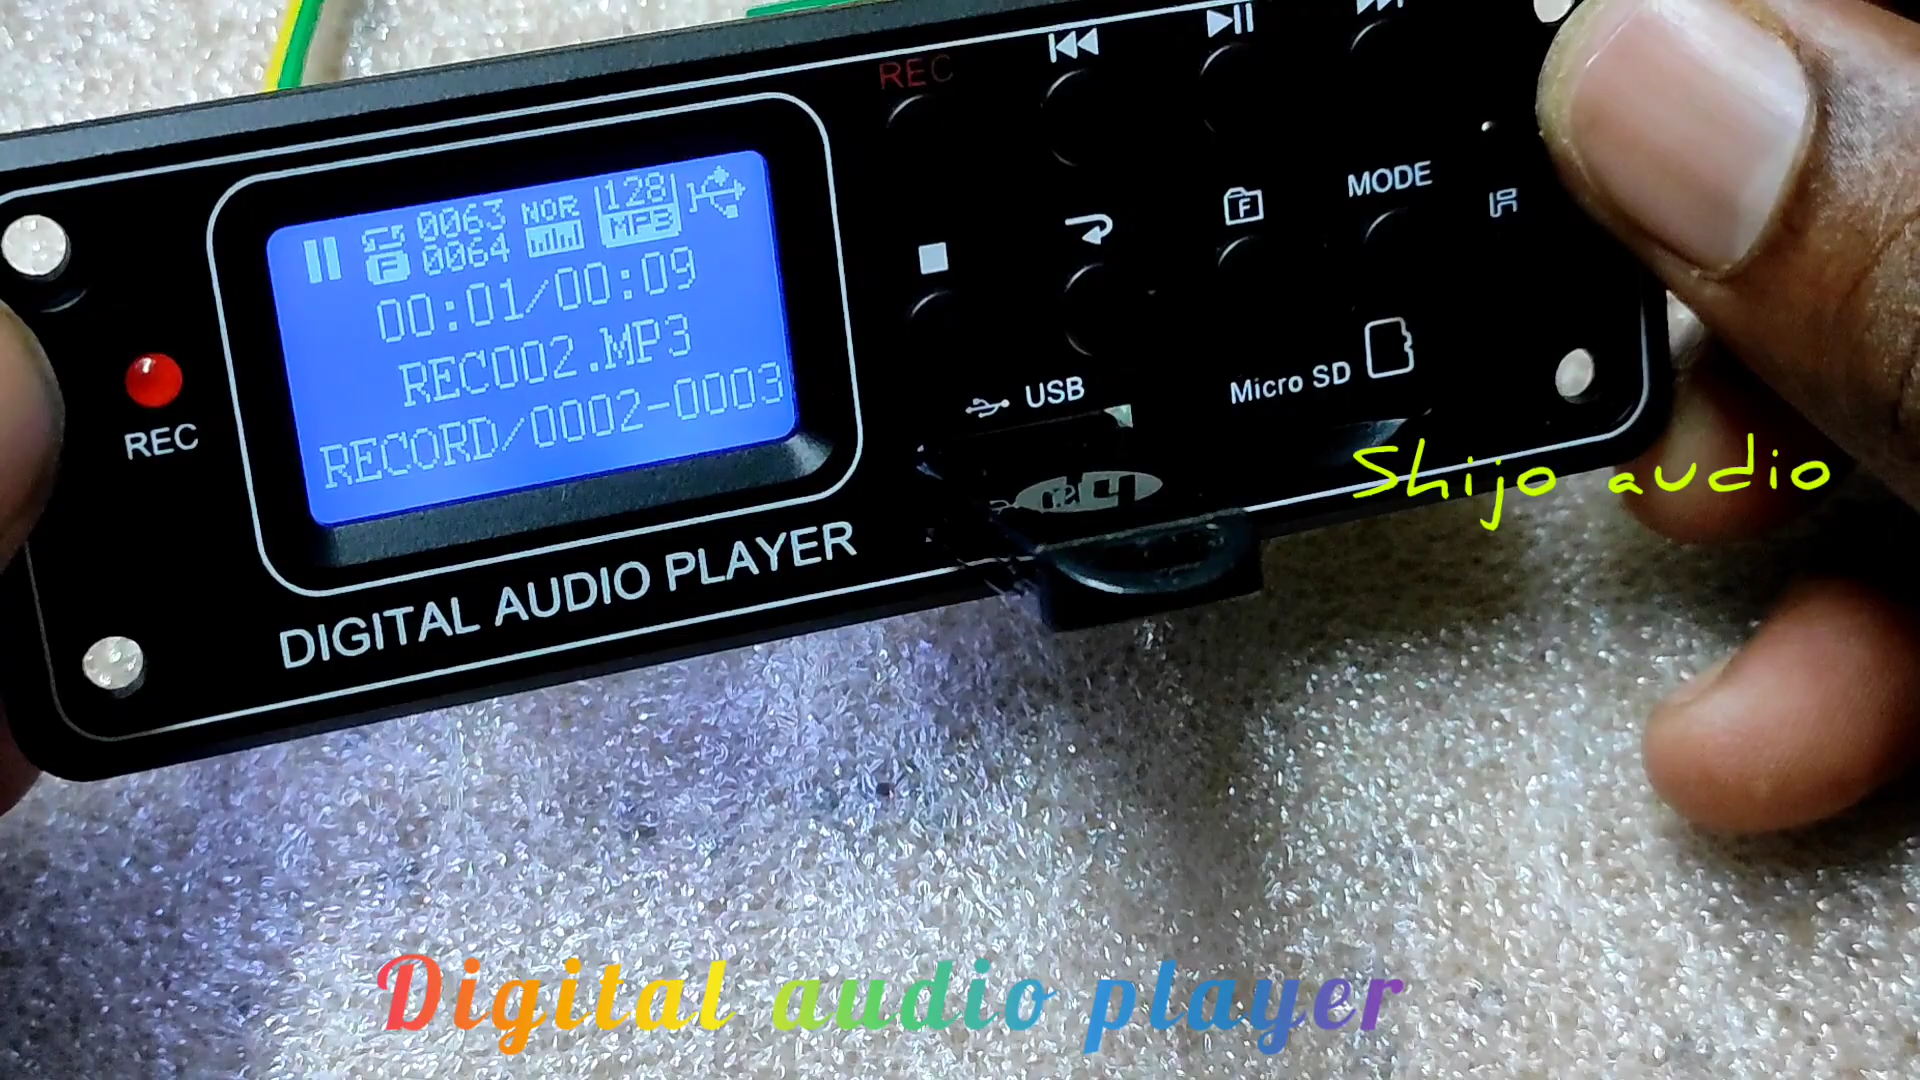 REC
MODE
0063 NOR 128
F 0064 MP3
00:01/00:09
REC002.MP3
RECORD/0002-0003
REC
F
USB
Micro SD
DIGITAL AUDIO PLAYER
Shijo audio
Digital audio player